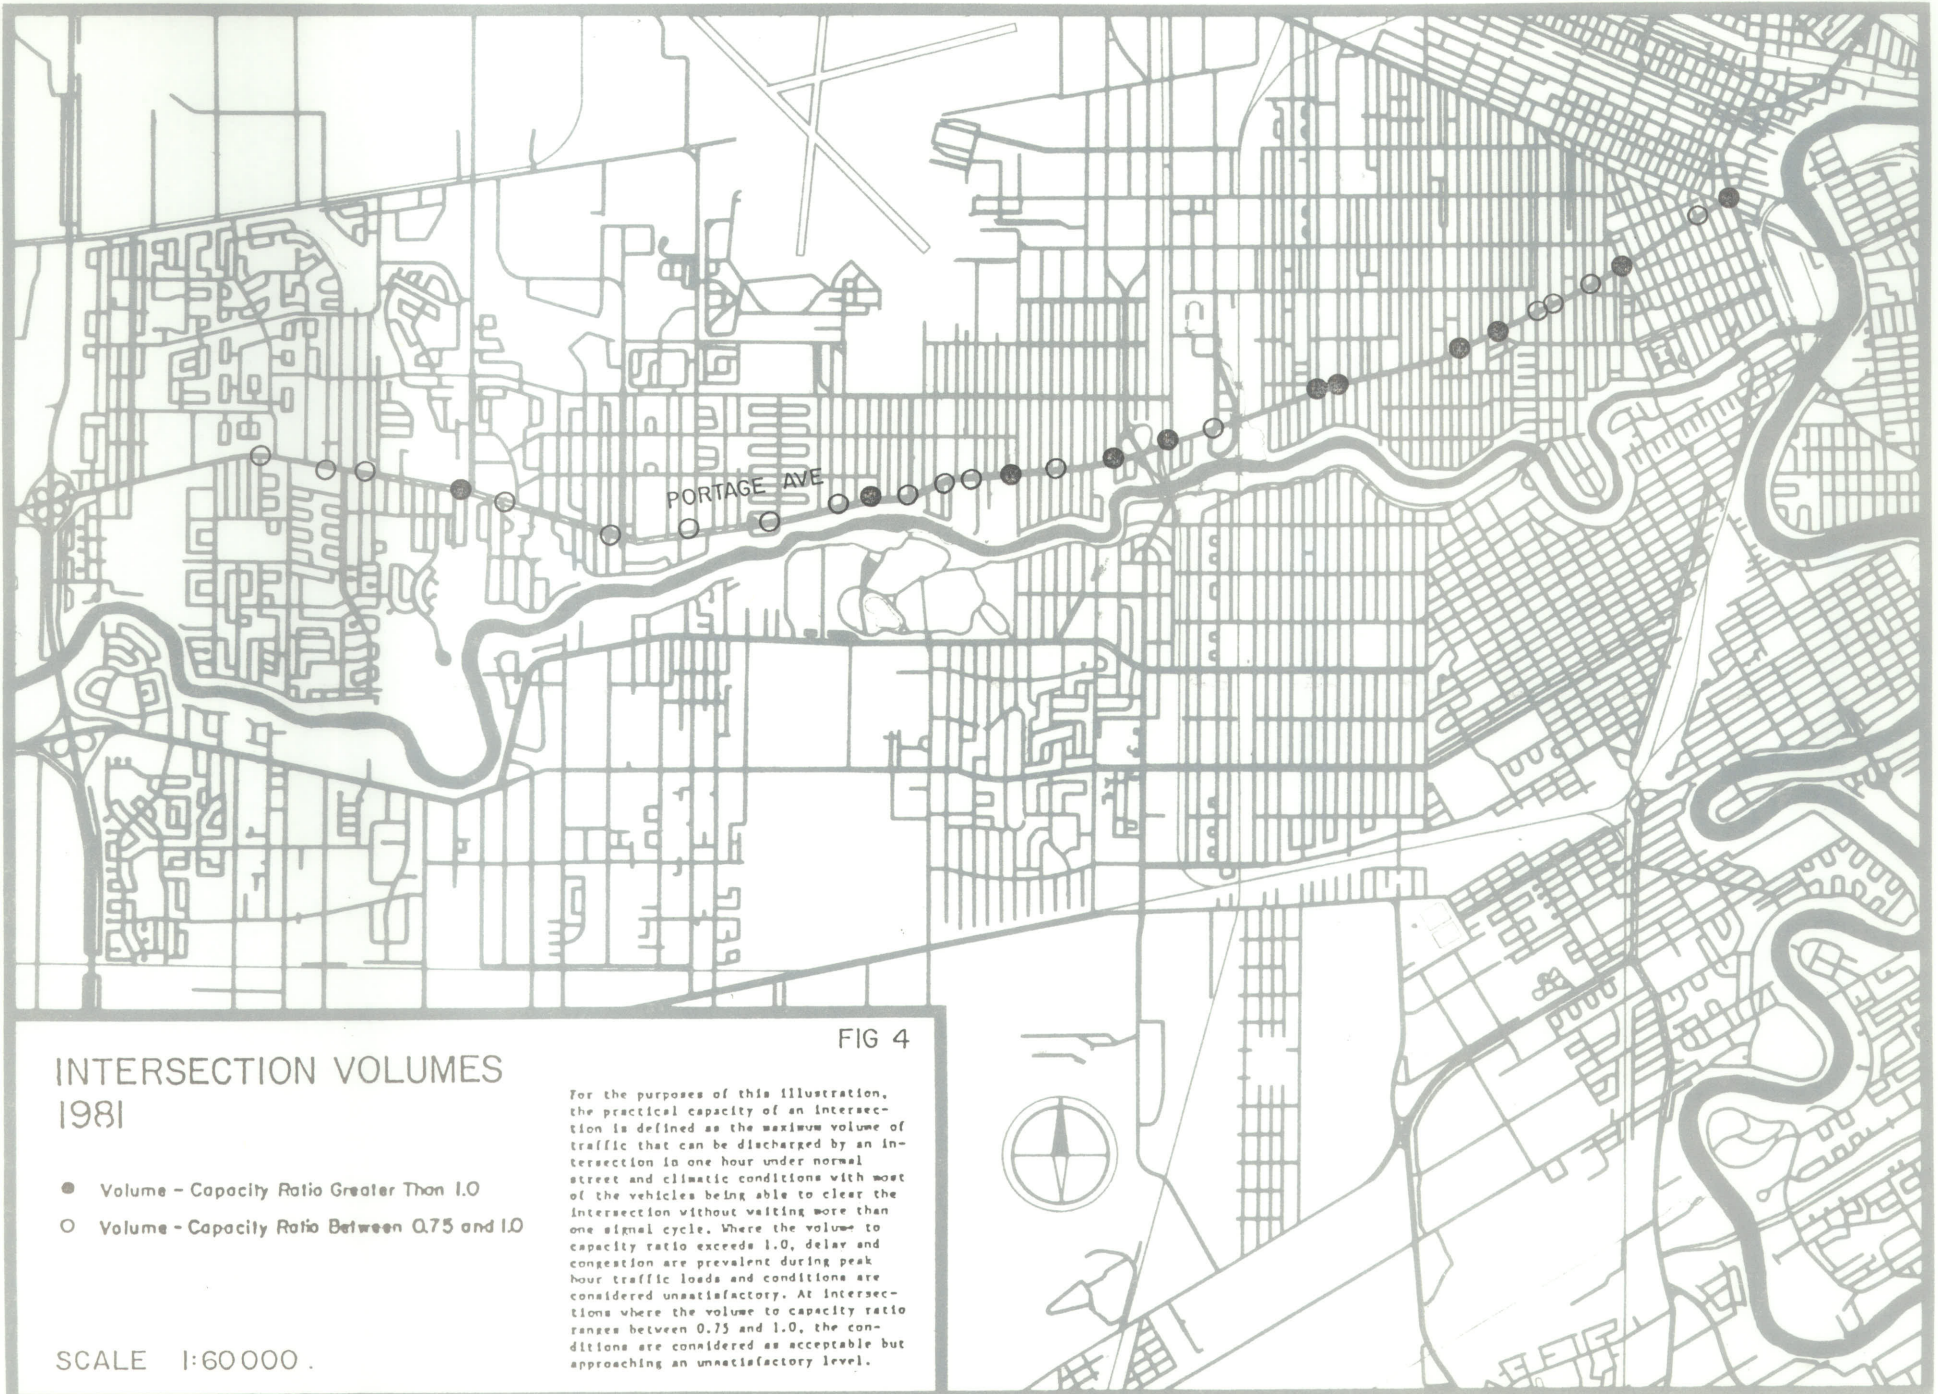 PORTAGE AVE
FIG 4
INTERSECTION VOLUMES
1981
Volume - Capacity Ratio Greater Than 1.0
Volume - Capacity Ratio Between 0.75 and 1.0
SCALE 1:60000.
For the purposes of this illustration,
the practical capacity of an intersec-
tion is defined as the maximum volume of
traffic that can be discharged by an in-
tersection in one hour under normal
street and climatic conditions with most
of the vehicles being able to clear the
intersection without waiting more than
one signal cycle. Where the volume to
capacity ratio exceeds 1.0, delay and
congestion are prevalent during peak
hour traffic loads and conditions are
considered unsatisfactory. At intersec-
tions where the volume to capacity ratio
ranges between 0.75 and 1.0, the con-
ditions are considered as acceptable but
approaching an unsatisfactory level.